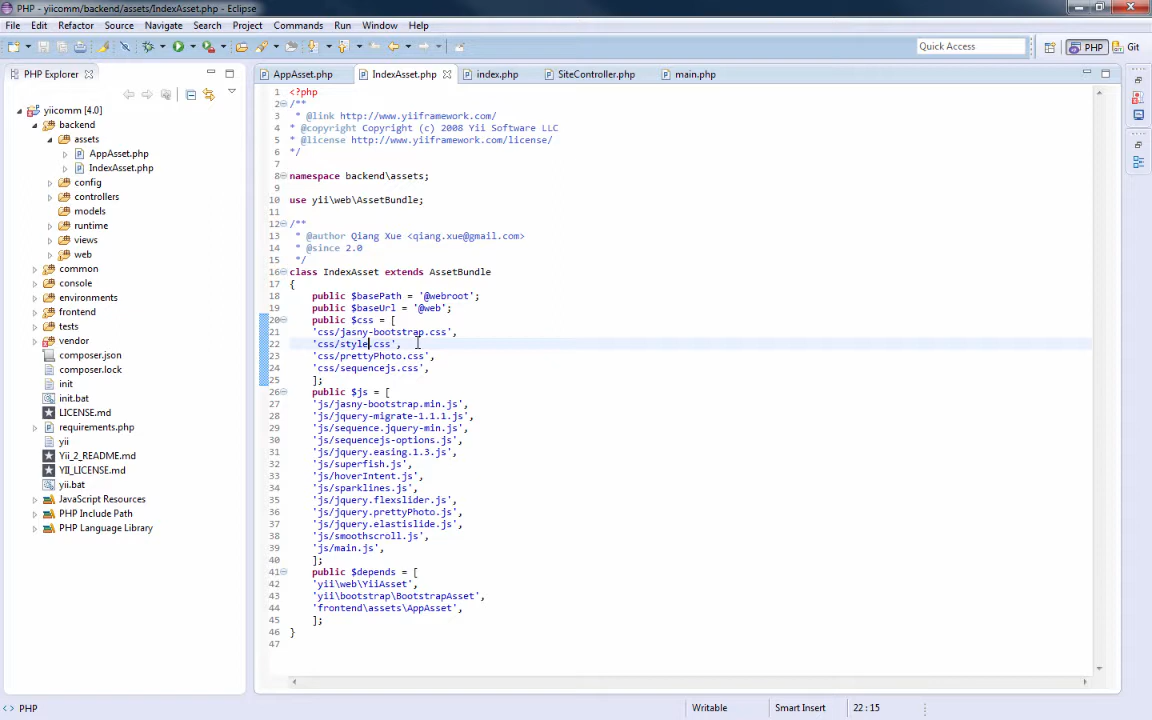 PHP - yiicomm/backend/assets/IndexAsset.php - Eclipse
File Edit Refactor Source Navigate Search Project Commands Run Window Help
Quick Access PHP Git
PHP Explorer
yiicomm [4.0]
backend
assets
AppAsset.php
IndexAsset.php
config
controllers
models
runtime
views
web
common
console
environments
frontend
tests
vendor
composer.json
composer.lock
init
init.bat
LICENSE.md
requirements.php
yii
Yii_2_README.md
YII_LICENSE.md
yii.bat
JavaScript Resources
PHP Include Path
PHP Language Library
AppAsset.php IndexAsset.php index.php SiteController.php main.php
1 <?php
2 /**
3 * @link http://www.yiiframework.com/
4 * @copyright Copyright (c) 2008 Yii Software LLC
5 * @license http://www.yiiframework.com/license/
6 */
7
8 namespace backend\assets;
9
10 use yii\web\AssetBundle;
11
12 /**
13 * @author Qiang Xue <qiang.xue@gmail.com>
14 * @since 2.0
15 */
16 class IndexAsset extends AssetBundle
17 {
18 public $basePath = '@webroot';
19 public $baseUrl = '@web';
20 public $css = [
21 'css/jasny-bootstrap.css',
22 'css/style.css',
23 'css/prettyPhoto.css',
24 'css/sequencejs.css',
25 ];
26 public $js = [
27 'js/jasny-bootstrap.min.js',
28 'js/jquery-migrate-1.1.1.js',
29 'js/sequence.jquery-min.js',
30 'js/sequencejs-options.js',
31 'js/jquery.easing.1.3.js',
32 'js/superfish.js',
33 'js/hoverIntent.js',
34 'js/sparklines.js',
35 'js/jquery.flexslider.js',
36 'js/jquery.prettyPhoto.js',
37 'js/jquery.elastislide.js',
38 'js/smoothscroll.js',
39 'js/main.js',
40 ];
41 public $depends = [
42 'yii\web\YiiAsset',
43 'yii\bootstrap\BootstrapAsset',
44 'frontend\assets\AppAsset',
45 ];
46 }
47
PHP Writable Smart Insert 22 : 15